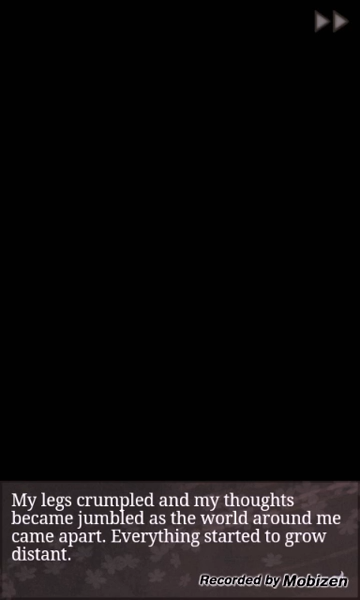 My legs crumpled and my thoughts
became jumbled as the world around me
came apart. Everything started to grow
distant.
Recorded by Mobizen